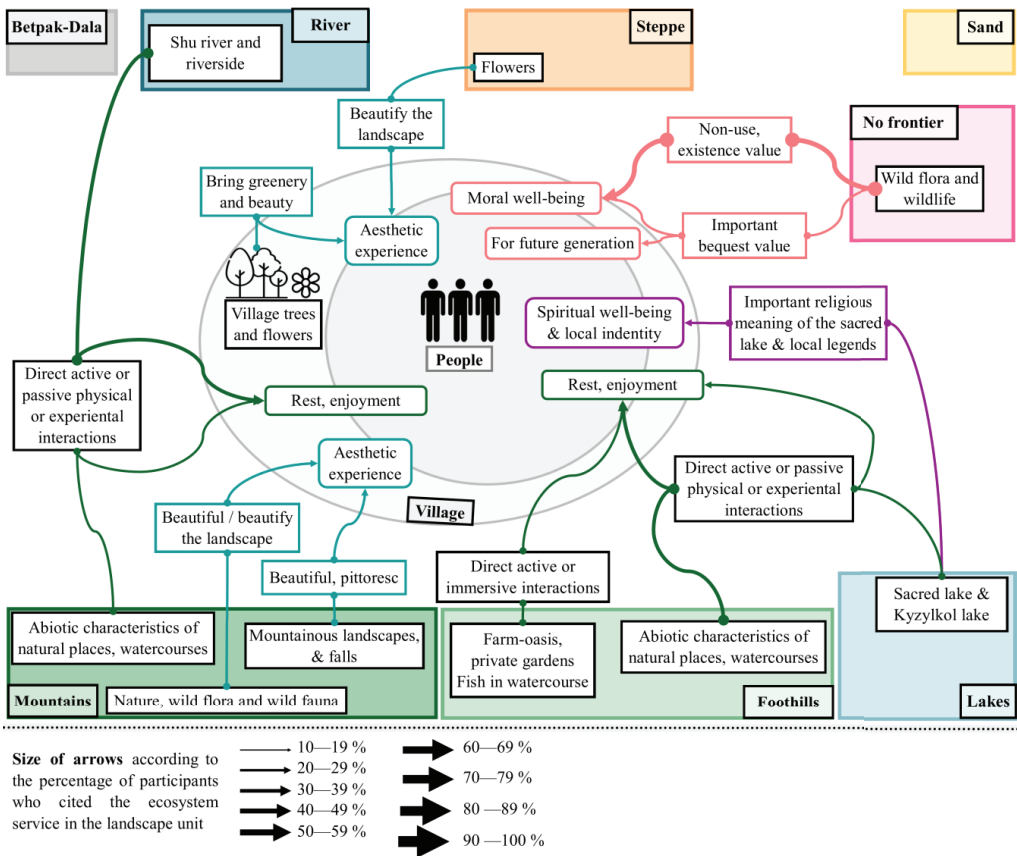 Betpak-Dala
River
Shu river and
riverside
Steppe
Flowers
Sand
Beautify the
landscape
No frontier
Wild flora and
wildlife
Non-use,
existence value
Important
bequest value
Bring greenery
and beauty
Moral well-being
For future generation
Aesthetic
experience
Village trees
and flowers
People
Spiritual well-being
& local indentity
Important religious
meaning of the sacred
lake & local legends
Direct active or
passive physical
or experiental
interactions
Rest, enjoyment
Rest, enjoyment
Aesthetic
experience
Village
Direct active or passive
physical or experiental
interactions
Beautiful / beautify
the landscape
Beautiful, pittoresc
Direct active or
immersive interactions
Abiotic characteristics of
natural places, watercourses
Mountainous landscapes,
& falls
Nature, wild flora and wild fauna
Mountains
Farm-oasis,
private gardens
Fish in watercourse
Abiotic characteristics of
natural places, watercourses
Foothills
Sacred lake &
Kyzylkol lake
Lakes
Size of arrows according to
the percentage of participants
who cited the ecosystem
service in the landscape unit
10—19 %
20—29 %
30—39 %
40—49 %
50—59 %
60—69 %
70—79 %
80 —89 %
90 —100 %